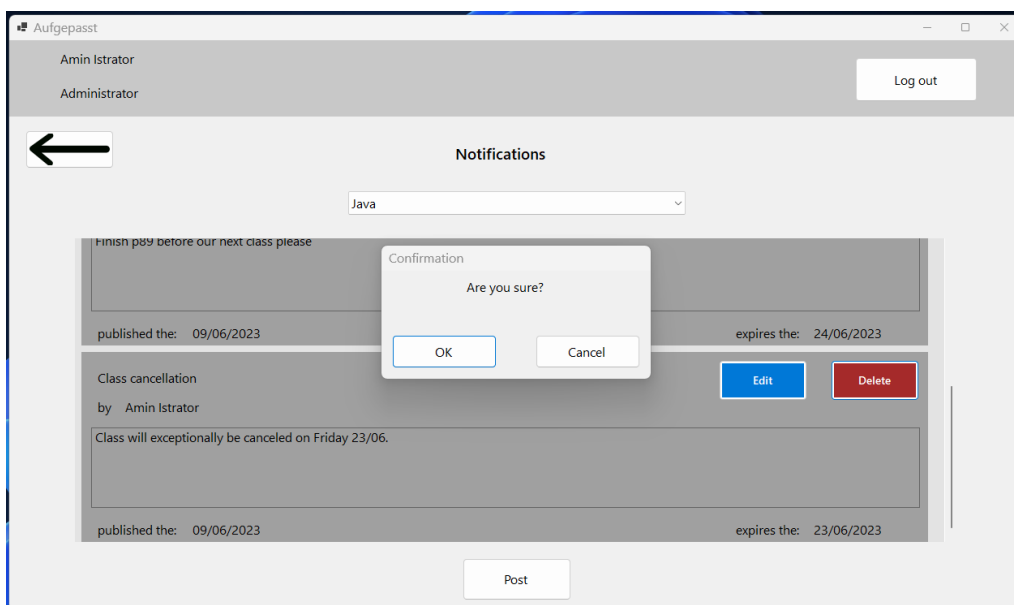 Aufgepasst
Amin Istrator
Administrator
Log out
Notifications
Java
Finish p89 before our next class please
published the: 09/06/2023
expires the: 24/06/2023
Confirmation
Are you sure?
OK
Cancel
Class cancellation
Edit
Delete
by Amin Istrator
Class will exceptionally be canceled on Friday 23/06.
published the: 09/06/2023
expires the: 23/06/2023
Post